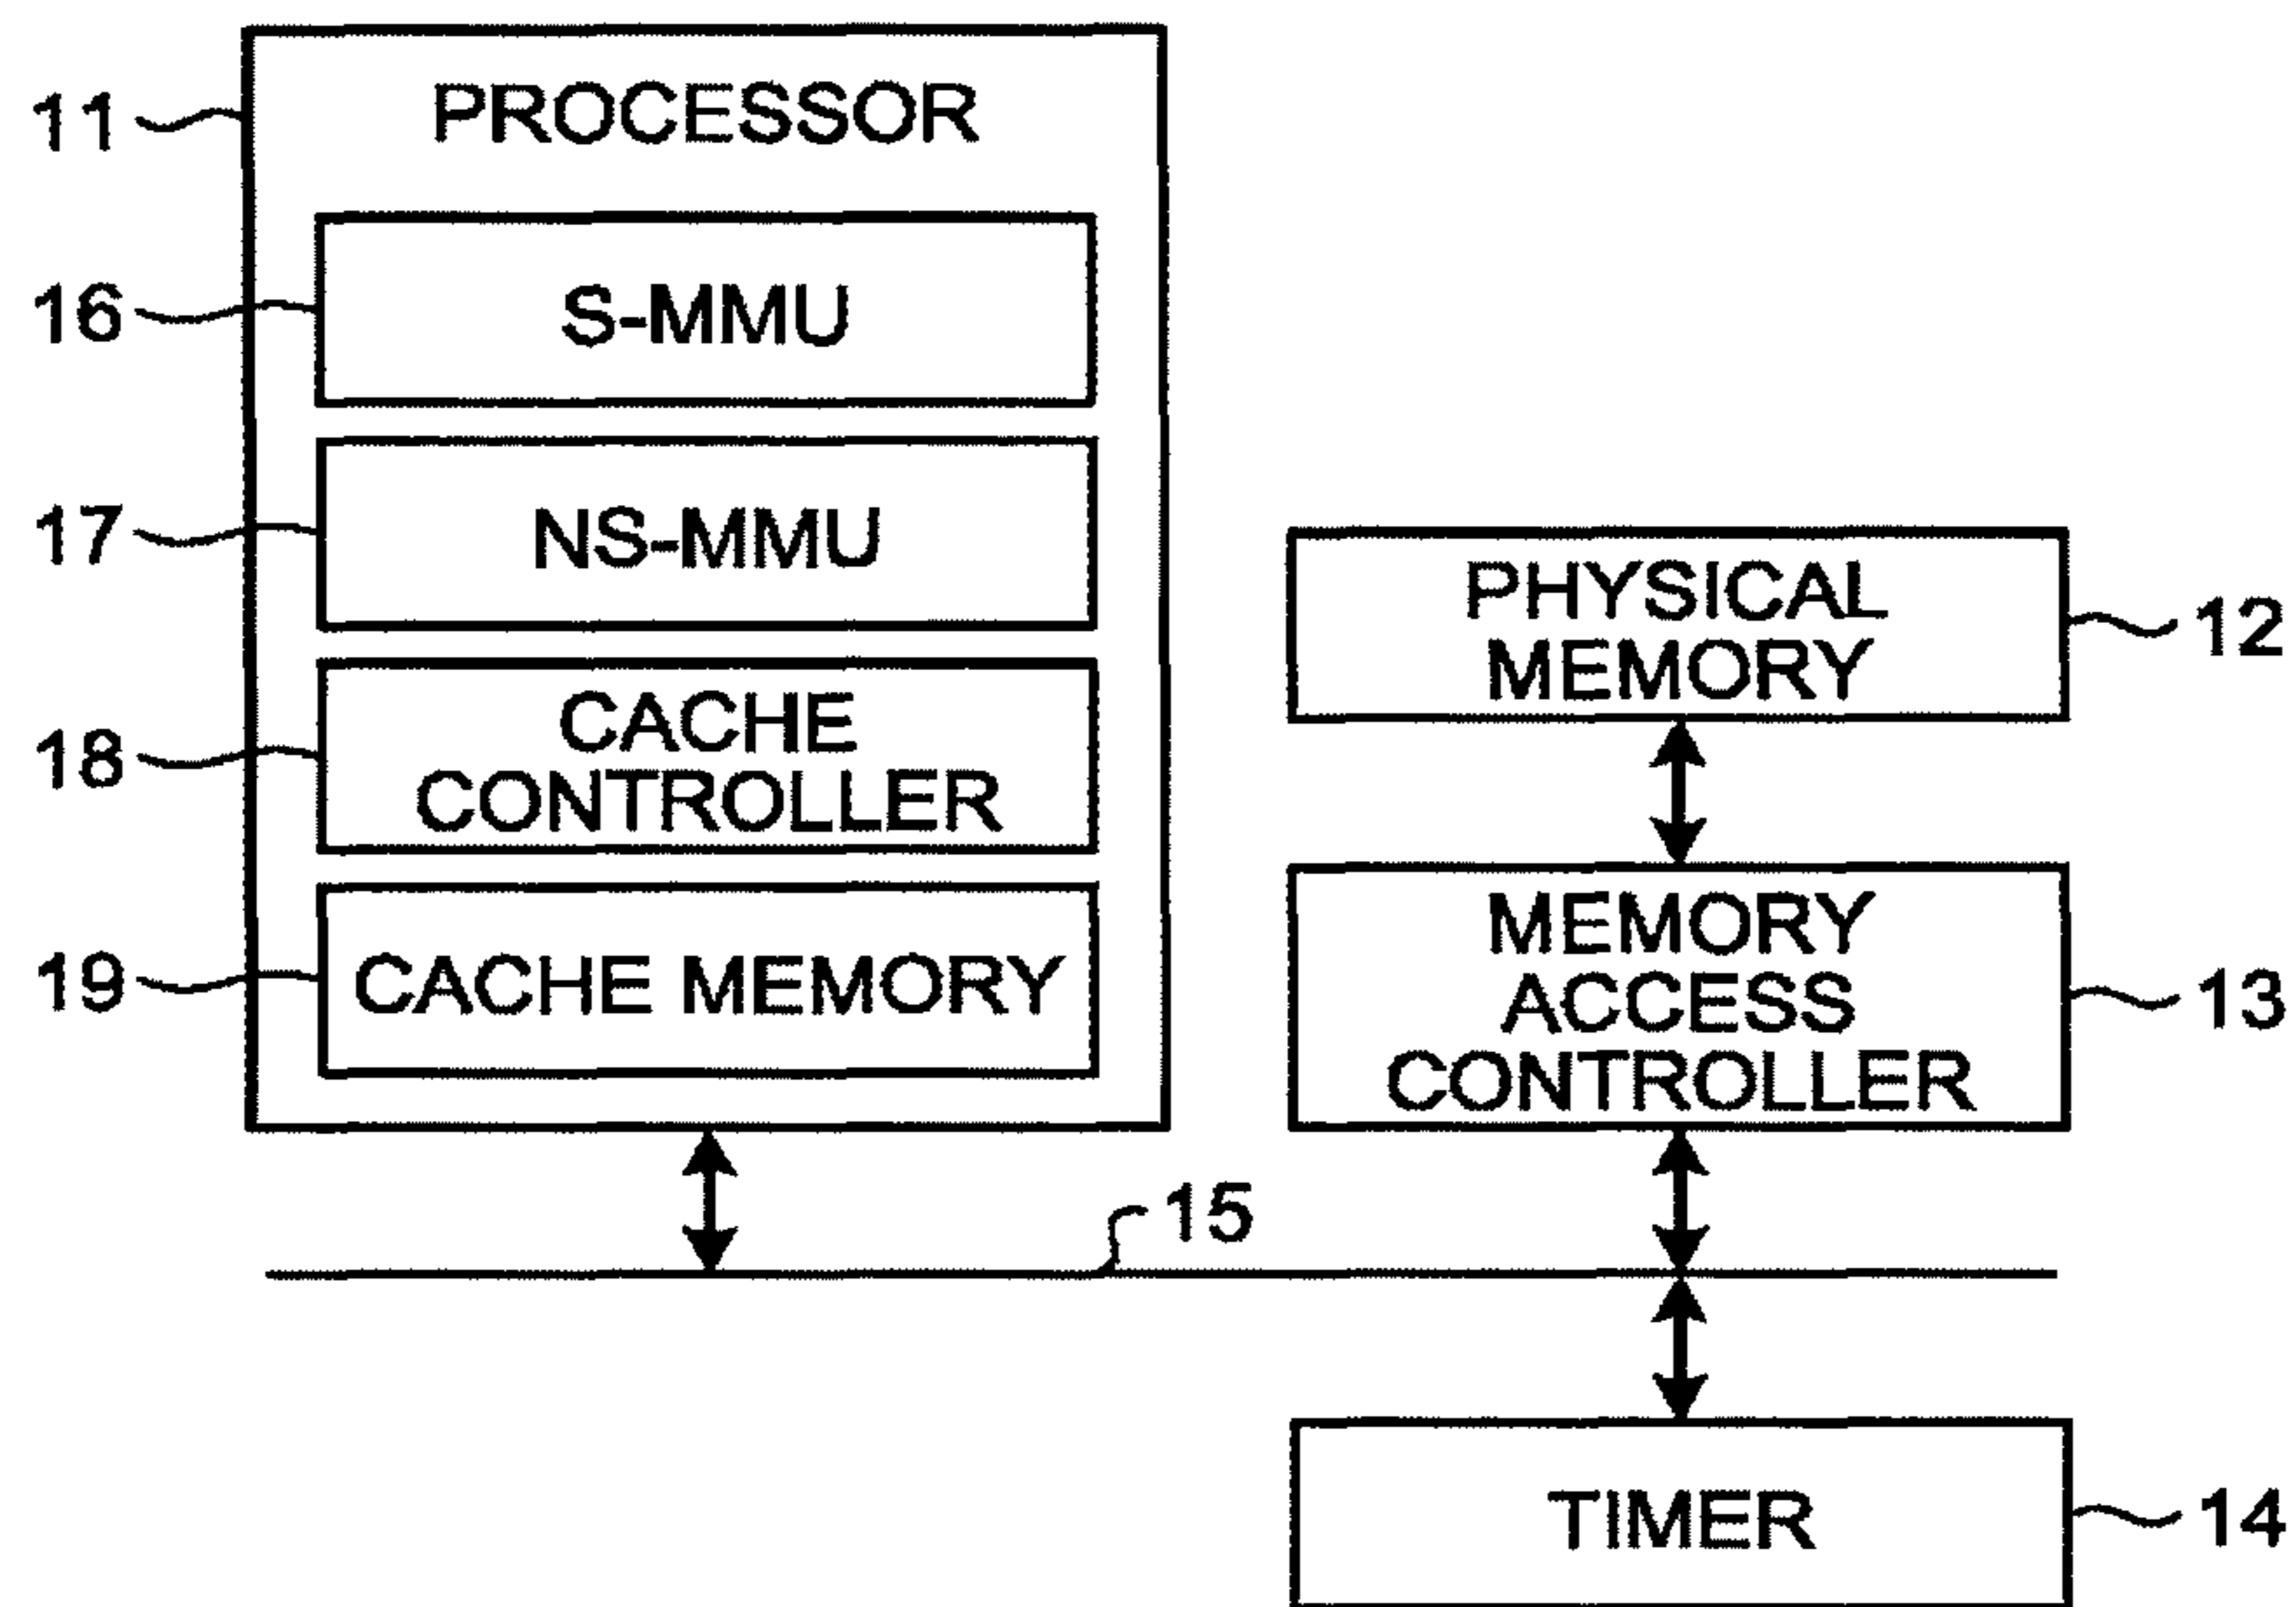 11
PROCESSOR
16
S-MMU
17
NS-MMU
18
CACHE
CONTROLLER
19
CACHE MEMORY
PHYSICAL
MEMORY
12
MEMORY
ACCESS
CONTROLLER
13
15
TIMER
14